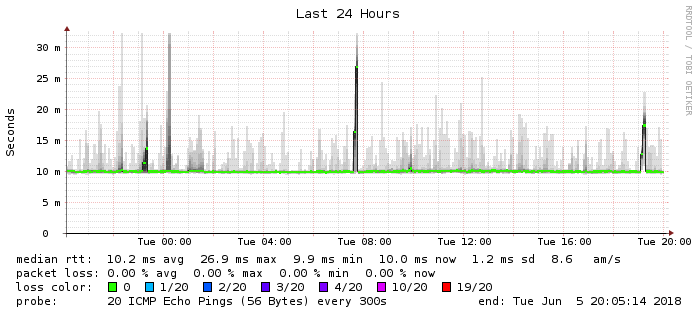 Last 24 Hours
RRDTOOL / TOBI OETIKER
Seconds
30 m
25 m
20 m
15 m
10 m
5 m
0
Tue 00:00 Tue 04:00 Tue 08:00 Tue 12:00 Tue 16:00 Tue 20:00
median rtt: 10.2 ms avg 26.9 ms max 9.9 ms min 10.0 ms now 1.2 ms sd 8.6 am/s
packet loss: 0.00 % avg 0.00 % max 0.00 % min 0.00 % now
loss color: 0 1/20 2/20 3/20 4/20 10/20 19/20
probe: 20 ICMP Echo Pings (56 Bytes) every 300s end: Tue Jun 5 20:05:14 2018